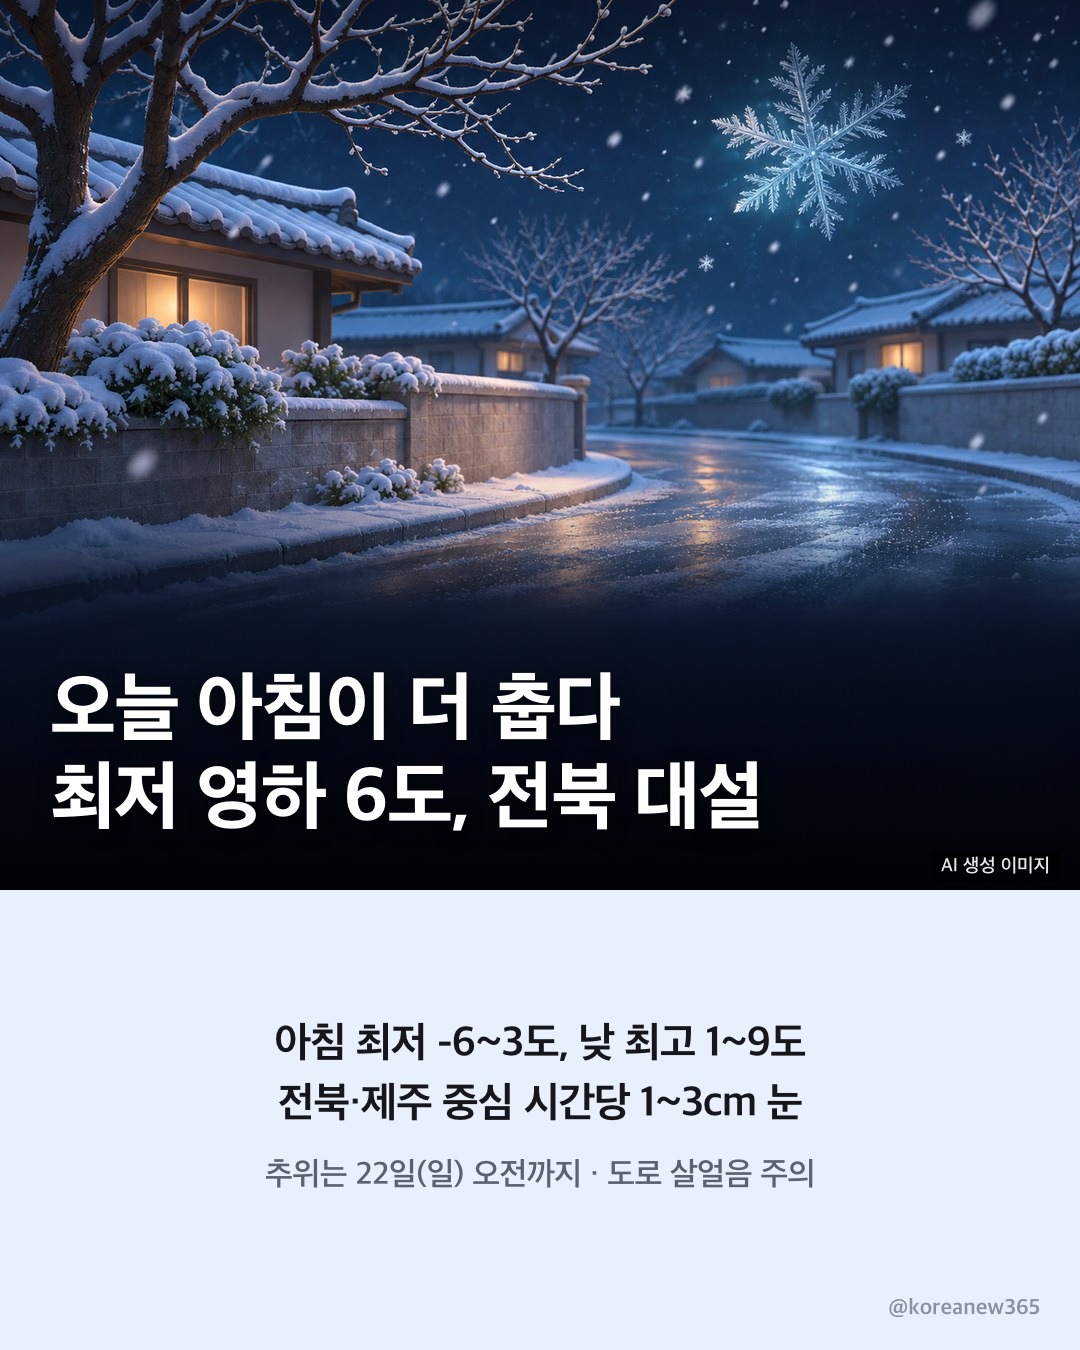 오늘 아침이 더 춥다
최저 영하 6도, 전북 대설
AI 생성 이미지
아침 최저 -6~3도, 낮 최고 1~9도
전북·제주 중심 시간당 1~3cm 눈
추위는 22일(일) 오전까지 · 도로 살얼음 주의
@koreanew365